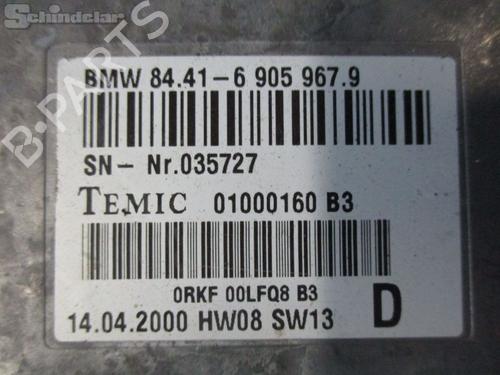 Schindelar
B-PARTS
BMW 84.41-6 905 967.9
SN- Nr.035727
TEMIC 01000160 B3
0RKF 00LFQ8 B3
14.04.2000 HW08 SW13 D